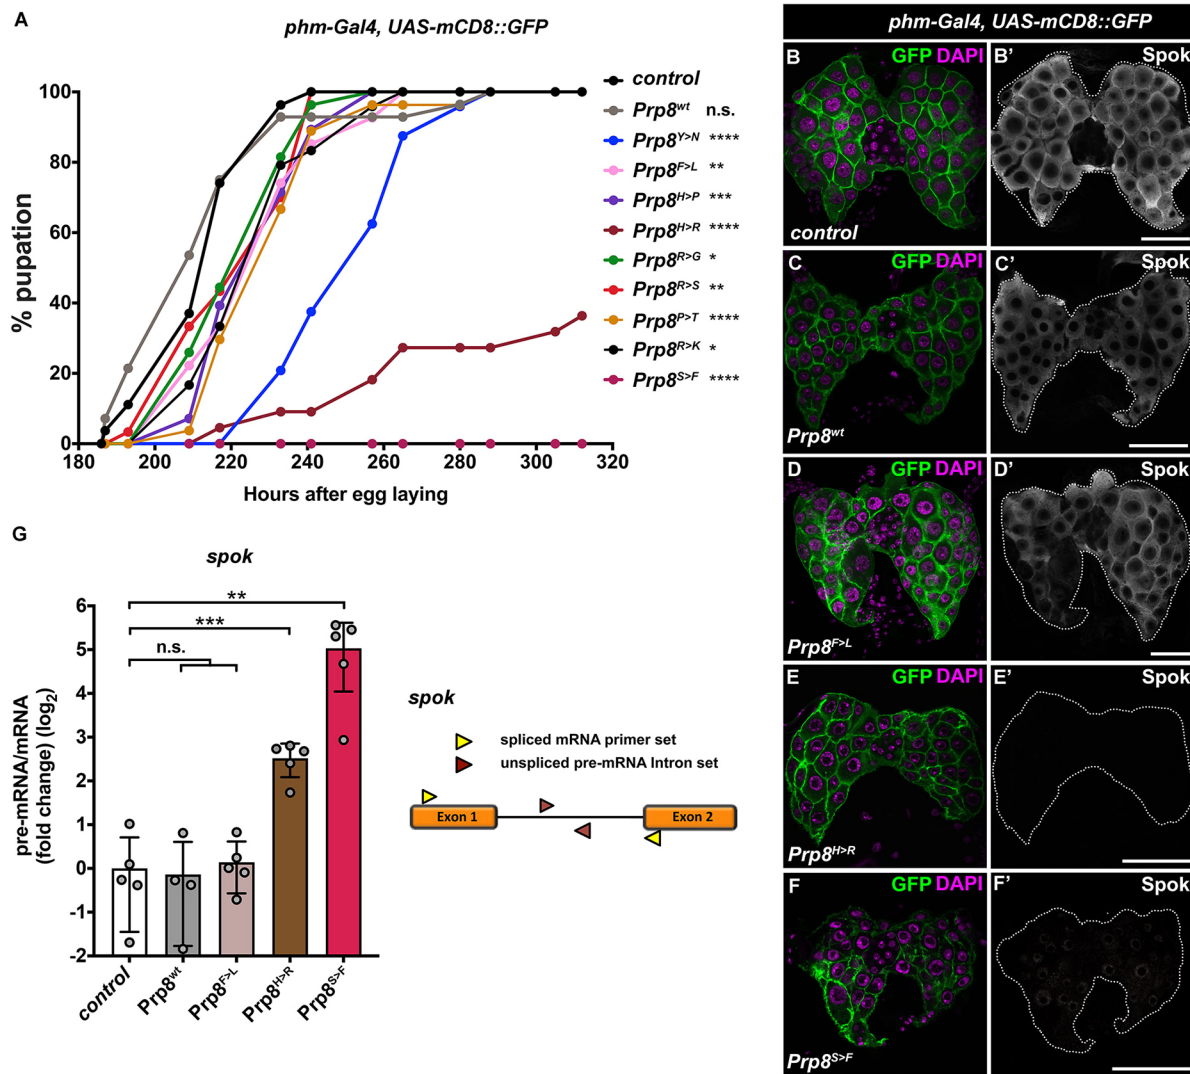 A
phm-Gal4, UAS-mCD8::GFP
% pupation
100
80
60
40
20
0
180 200 220 240 260 280 300 320
Hours after egg laying
control
Prp8wt n.s.
Prp8Y>N ****
Prp8F>L **
Prp8H>P ***
Prp8H>R ****
Prp8R>G *
Prp8R>S **
Prp8P>T ****
Prp8R>K *
Prp8S>F ****
phm-Gal4, UAS-mCD8::GFP
B GFP DAPI
control
B' Spok
C GFP DAPI
Prp8wt
C' Spok
D GFP DAPI
Prp8F>L
D' Spok
E GFP DAPI
Prp8H>R
E' Spok
F GFP DAPI
Prp8S>F
F' Spok
G
spok
pre-mRNA/mRNA
(fold change) (log2)
6
5
4
3
2
1
0
-1
-2
**
***
n.s.
control
Prp8wt
Prp8F>L
Prp8H>R
Prp8S>F
spok
spliced mRNA primer set
unspliced pre-mRNA Intron set
Exon 1
Exon 2